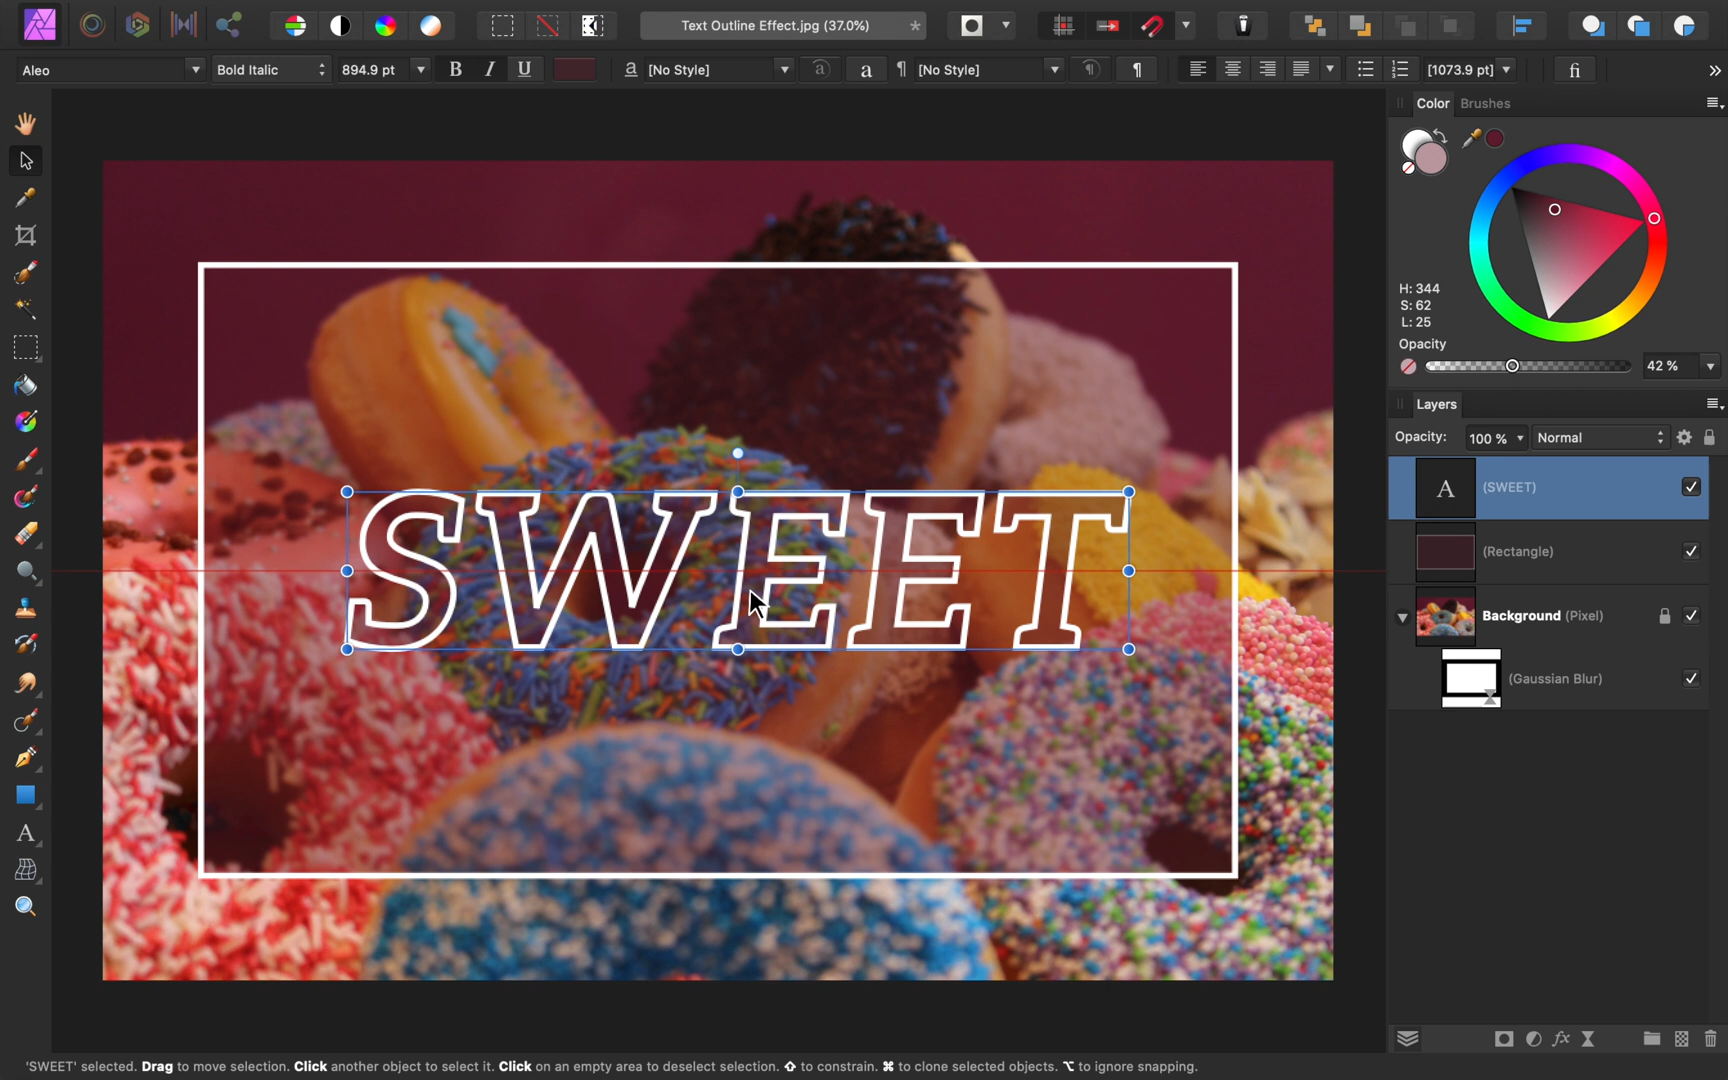 Text Outline Effect.jpg (37.0%)
*
Aleo
Bold Italic
894.9 pt
B I U
a [No Style]
a
a
¶ [No Style]
¶
¶
[1073.9 pt]
fi
Color
Brushes
H: 344
S: 62
L: 25
Opacity
42 %
Layers
Opacity: 100 % Normal
A (SWEET)
(Rectangle)
Background (Pixel)
(Gaussian Blur)
fx
SWEET
A
'SWEET' selected. Drag to move selection. Click another object to select it. Click on an empty area to deselect selection. ⇧ to constrain. ⌘ to clone selected objects. ⌥ to ignore snapping.